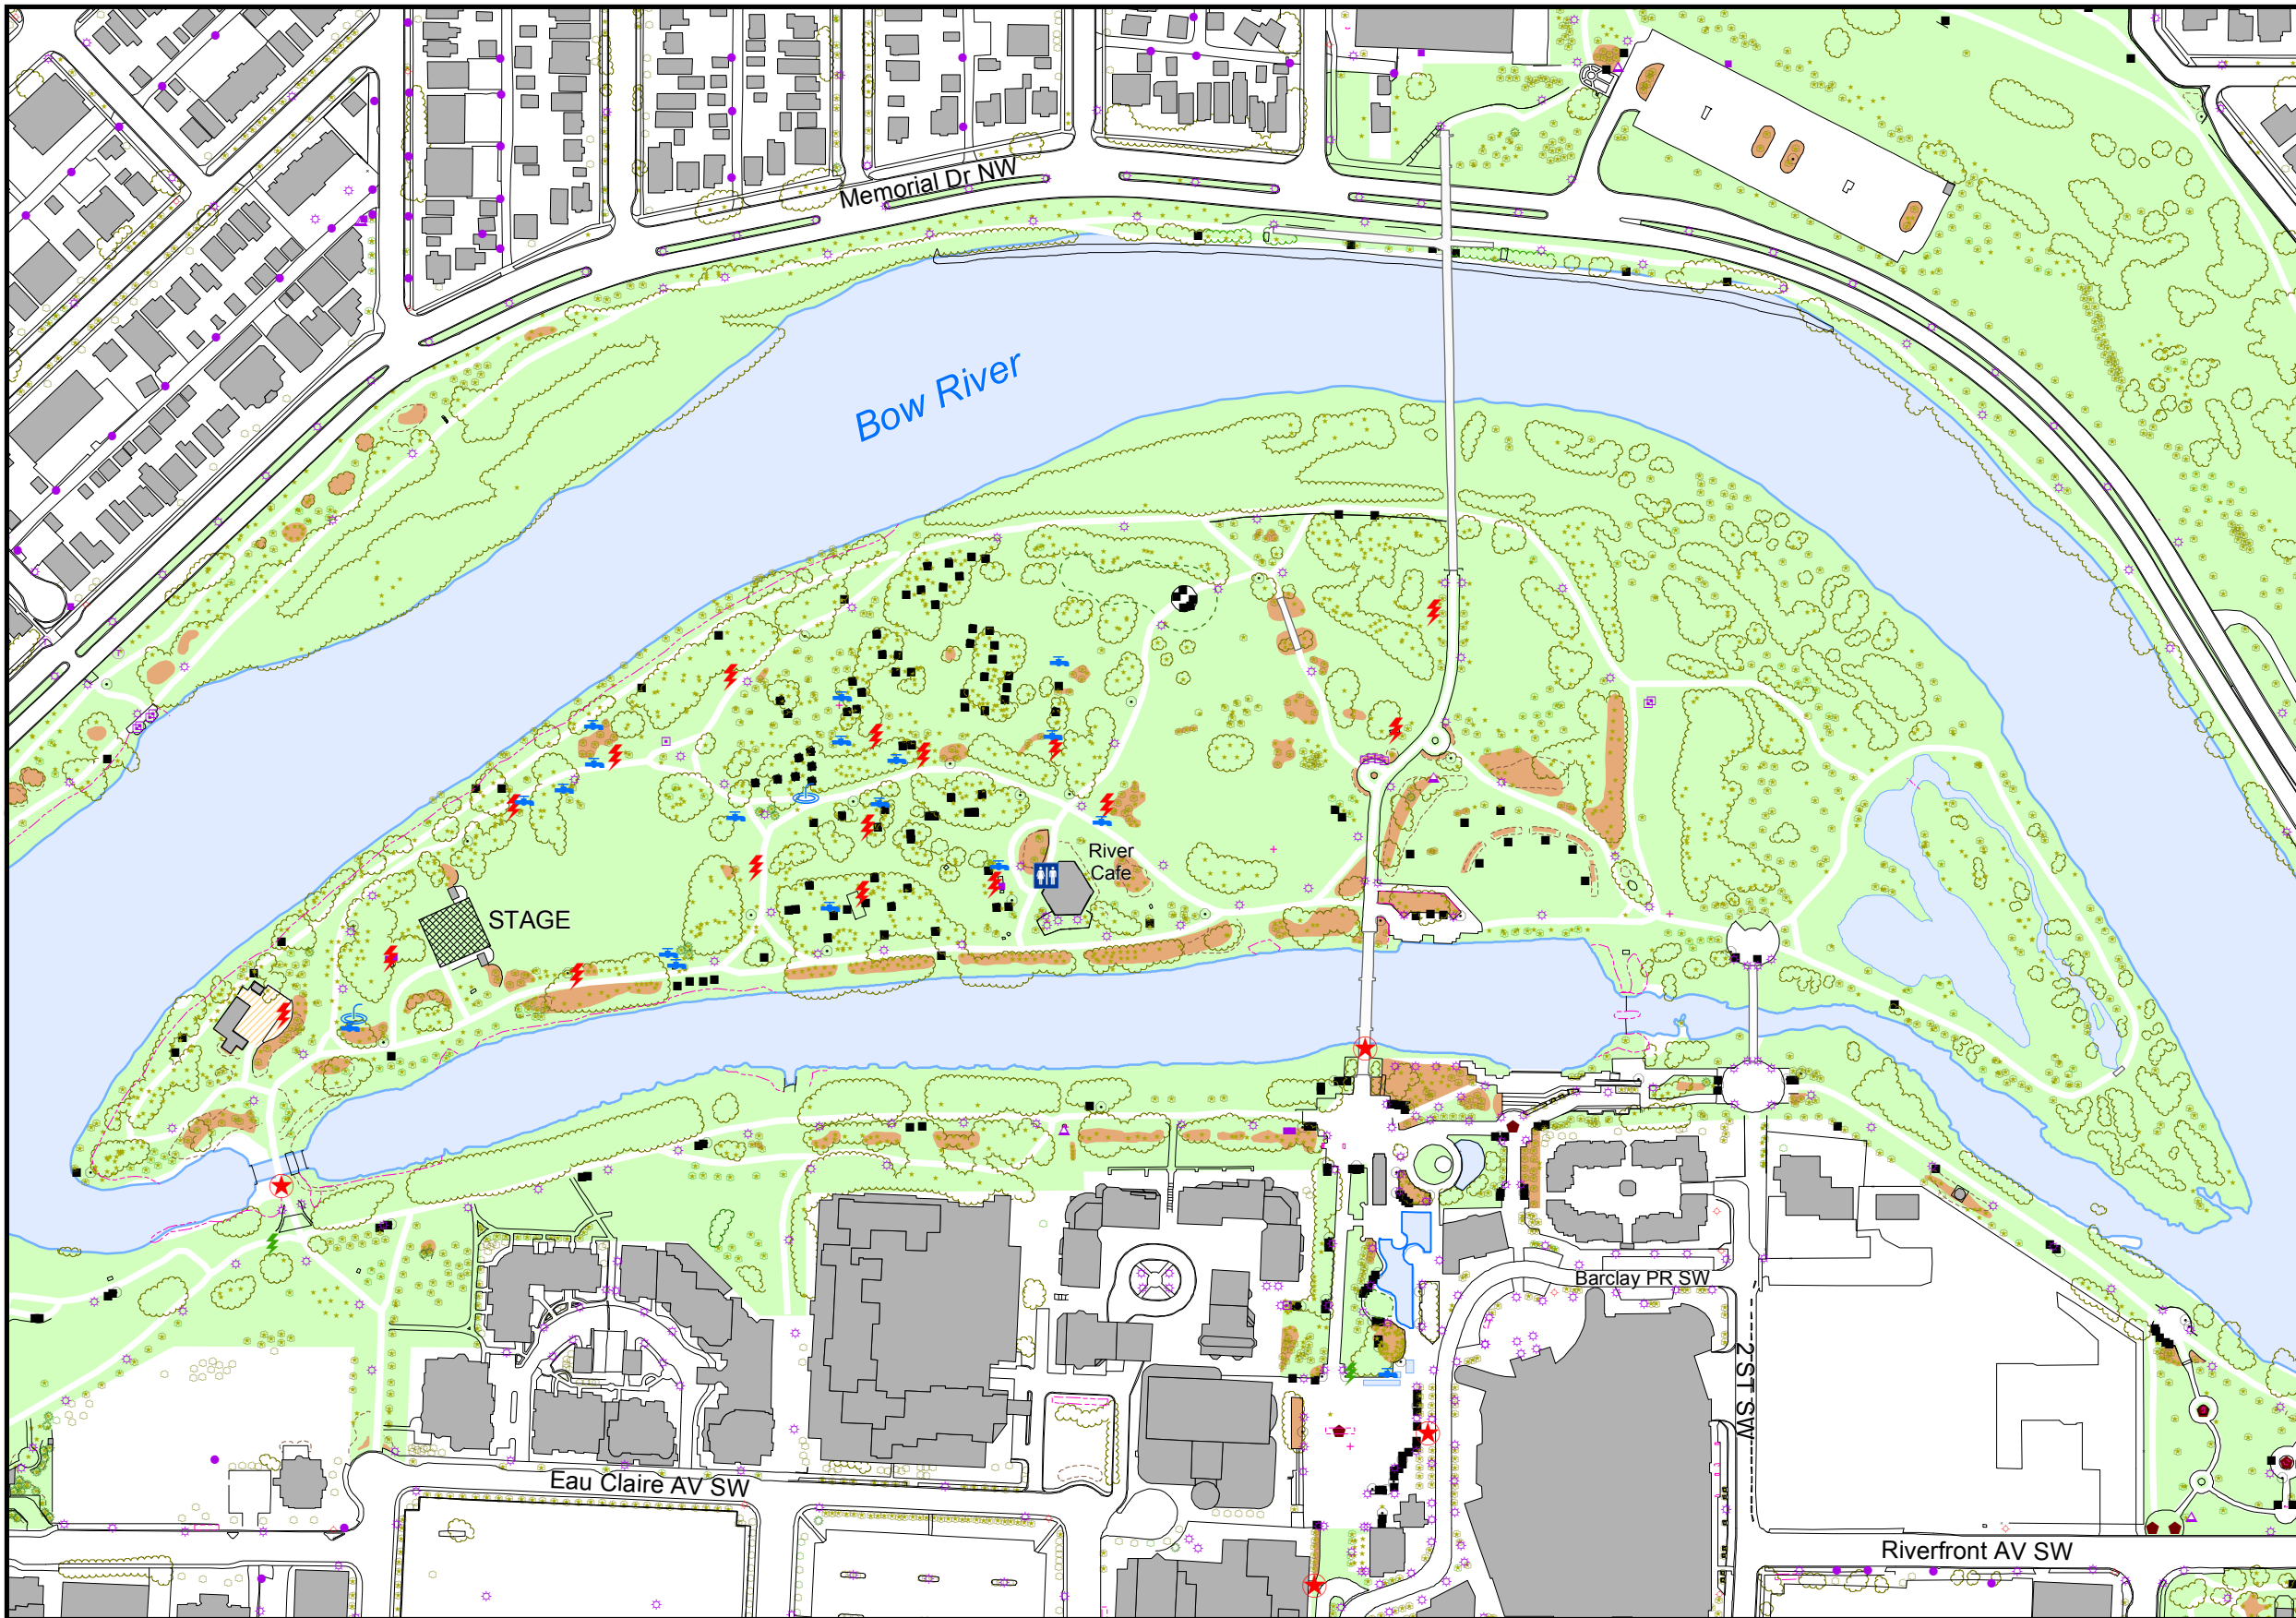 Memorial Dr NW
Bow River
River
Cafe
STAGE
Barclay PR SW
2 ST SW
Eau Claire AV SW
Riverfront AV SW